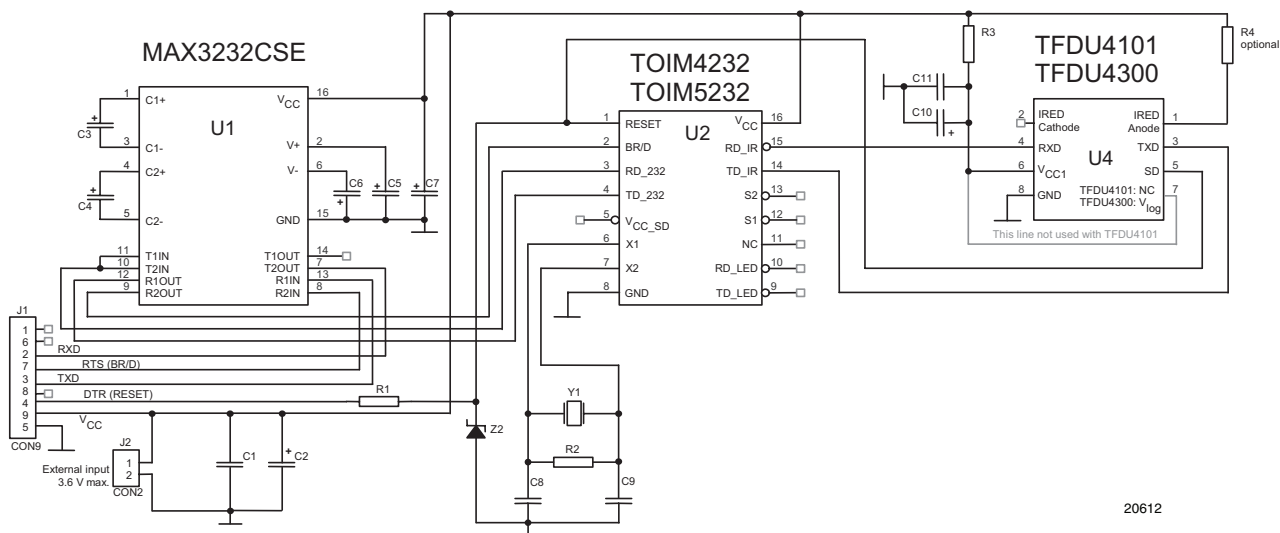 MAX3232CSE
U1
1 C1+
C3
3 C1-
4 C2+
C4
5 C2-
11 T1IN
10 T2IN
12 R1OUT
9 R2OUT
VCC 16
V+ 2
V- 6
GND 15
T1OUT 14
T2OUT 7
R1IN 13
R2IN 8
C6
C5
C7
TOIM4232
TOIM5232
U2
1 RESET
2 BR/D
3 RD_232
4 TD_232
5 VCC_SD
6 X1
7 X2
8 GND
VCC 16
RD_IR 15
TD_IR 14
S2 13
S1 12
NC 11
RD_LED 10
TD_LED 9
R3
C11
C10
TFDU4101
TFDU4300
U4
2 IRED
Cathode
4 RXD
6 VCC1
8 GND
IRED 1
Anode
TXD 3
SD 5
TFDU4101: NC 7
TFDU4300: Vlog
This line not used with TFDU4101
R4
optional
J1
1
6
2 RXD
7 RTS (BR/D)
3 TXD
8
4 DTR (RESET)
9 VCC
5
CON9
R1
Z2
J2
External input
3.6 V max.
1
2
CON2
C1
C2
Y1
R2
C8
C9
20612